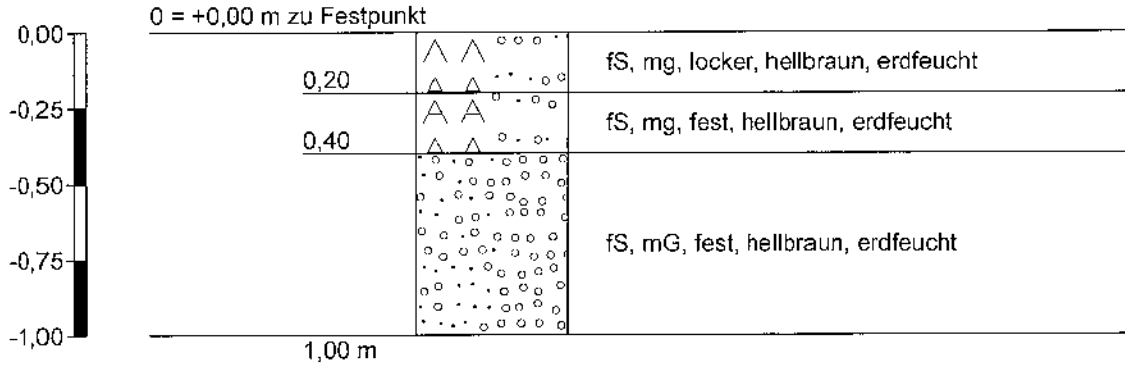 0 = +0,00 m zu Festpunkt
0,00
fS, mg, locker, hellbraun, erdfeucht
0,20
-0,25
fS, mg, fest, hellbraun, erdfeucht
0,40
-0,50
fS, mG, fest, hellbraun, erdfeucht
-0,75
-1,00
1,00 m